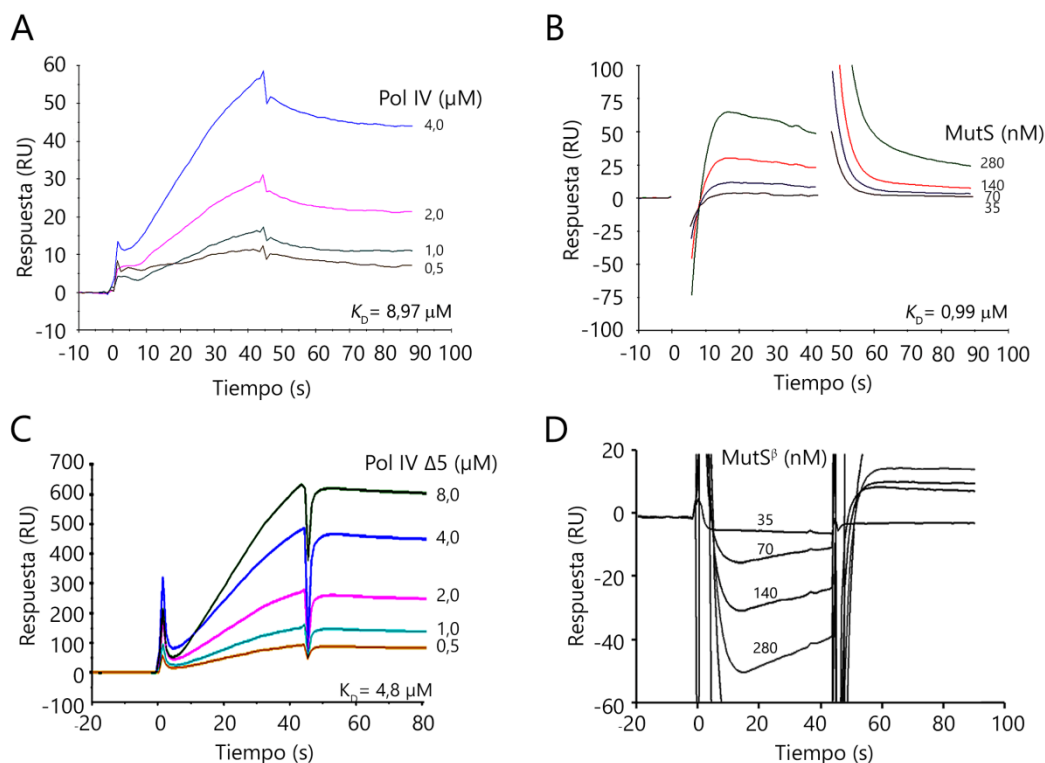 A
Respuesta (RU)
60
50
40
30
20
10
0
-10
Pol IV (µM)
4,0
2,0
1,0
0,5
K_D = 8,97 µM
-10 0 10 20 30 40 50 60 70 80 90 100
Tiempo (s)
B
Respuesta (RU)
100
75
50
25
0
-25
-50
-75
-100
MutS (nM)
280
140
70
35
K_D = 0,99 µM
-10 0 10 20 30 40 50 60 70 80 90 100
Tiempo (s)
C
Respuesta (RU)
700
600
500
400
300
200
100
0
-100
Pol IV Δ5 (µM)
8,0
4,0
2,0
1,0
0,5
K_D = 4,8 µM
-20 0 20 40 60 80
Tiempo (s)
D
Respuesta (RU)
20
0
-20
-40
-60
MutS^β (nM)
35
70
140
280
-20 0 20 40 60 80 100
Tiempo (s)